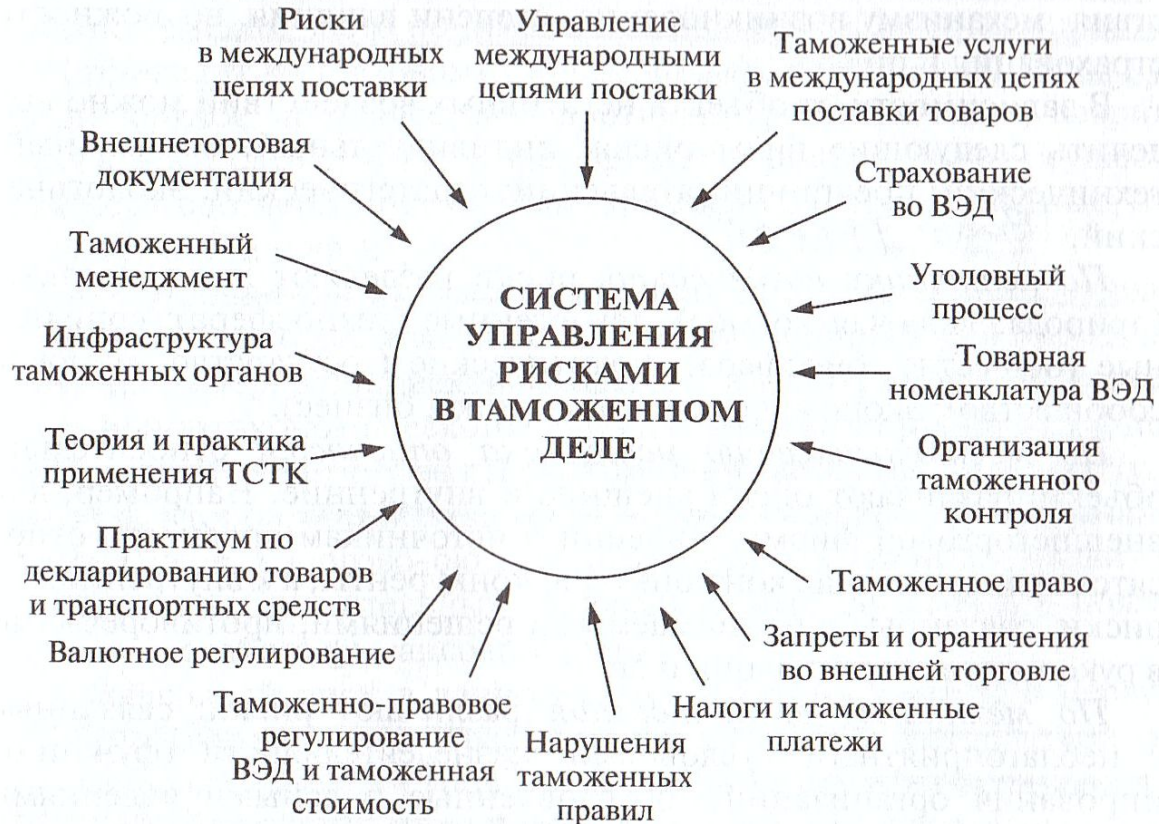 Риски
в международных
цепях поставки
Управление
международными
цепями поставки
Таможенные услуги
в международных цепях
поставки товаров
Внешнеторговая
документация
Страхование
во ВЭД
Таможенный
менеджмент
Уголовный
процесс
Инфраструктура
таможенных органов
Товарная
номенклатура ВЭД
СИСТЕМА
УПРАВЛЕНИЯ
РИСКАМИ
В ТАМОЖЕННОМ
ДЕЛЕ
Теория и практика
применения ТСТК
Организация
таможенного
контроля
Практикум по
декларированию товаров
и транспортных средств
Таможенное право
Валютное регулирование
Запреты и ограничения
во внешней торговле
Таможенно-правовое
регулирование
ВЭД и таможенная
стоимость
Нарушения
таможенных
правил
Налоги и таможенные
платежи